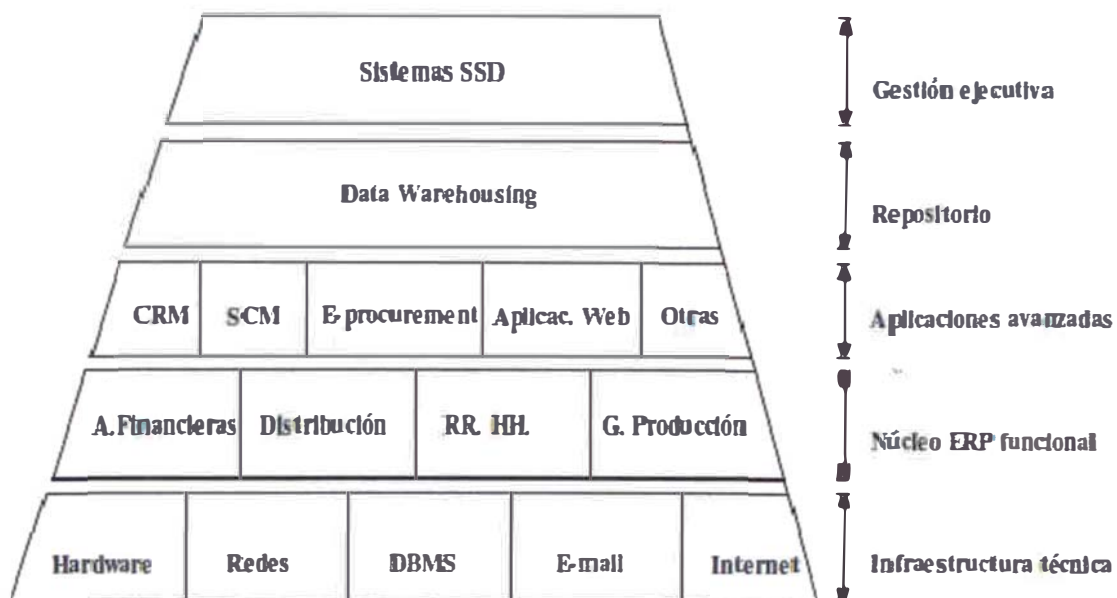 Sistemas SSD
Gestión ejecutiva
Data Warehousing
Repositorio
CRM
SCM
E-procurement
Aplicac. Web
Otras
Aplicaciones avanzadas
A. Financieras
Distribución
RR. HH.
G. Producción
Núcleo ERP funcional
Hardware
Redes
DBMS
E-mail
Internet
Infraestructura técnica